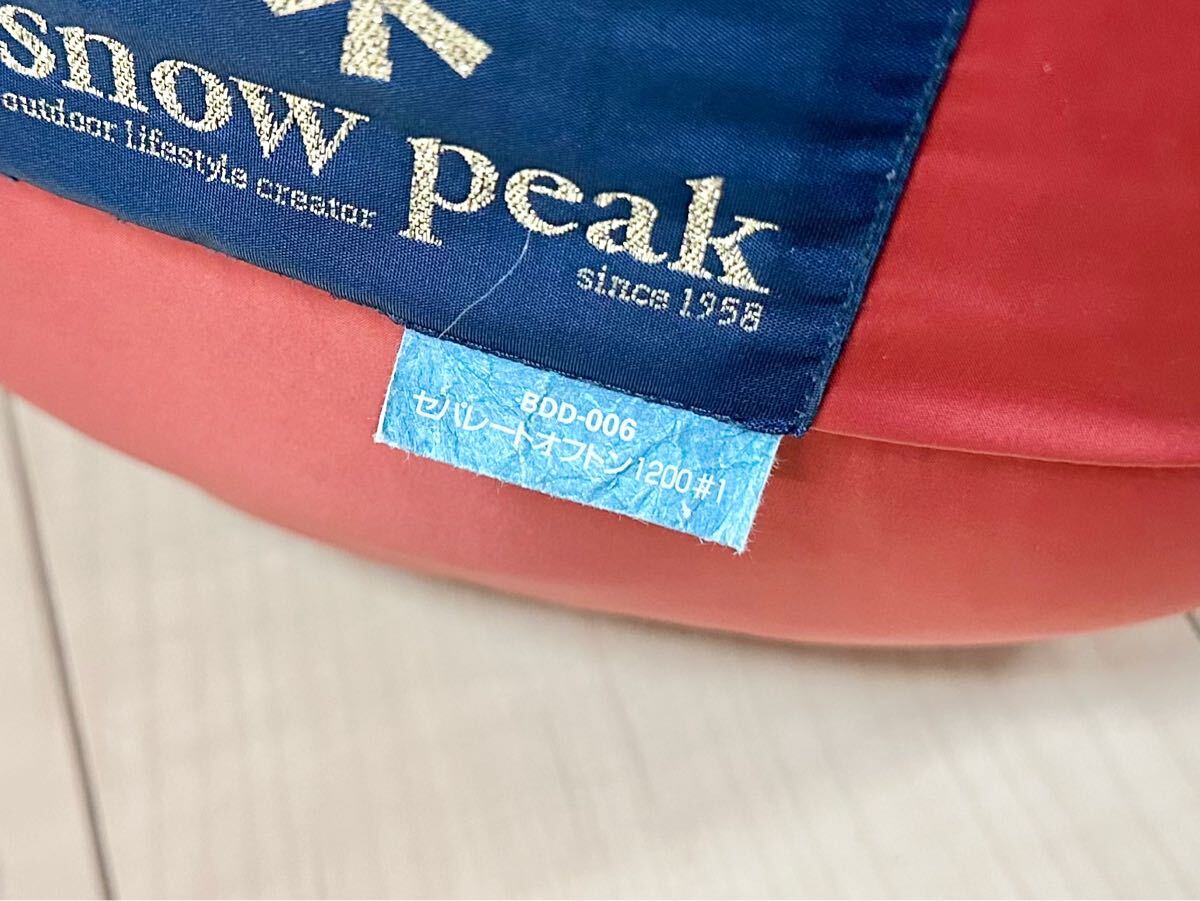 snow peak
outdoor lifestyle creator
since 1958
BDD-006
セパレートオフトン1200#1